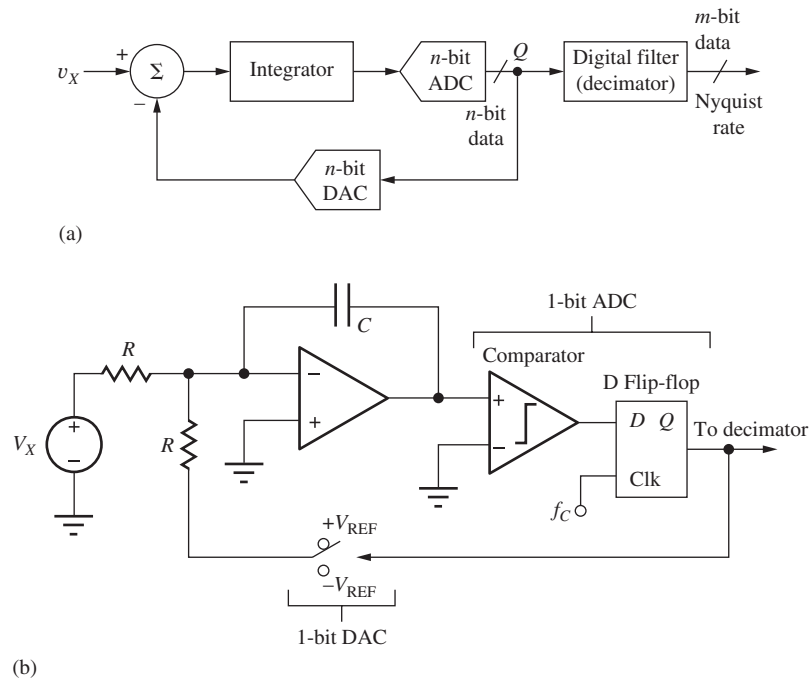 m-bit
data
+
v_X
Σ
−
Integrator
n-bit
ADC
Q
n-bit
data
Digital filter
(decimator)
Nyquist
rate
n-bit
DAC
(a)
1-bit ADC
C
Comparator
R
D Flip-flop
−
+
+
−
D Q
To decimator
Clk
V_X
+
−
R
f_C
+V_REF
−V_REF
1-bit DAC
(b)